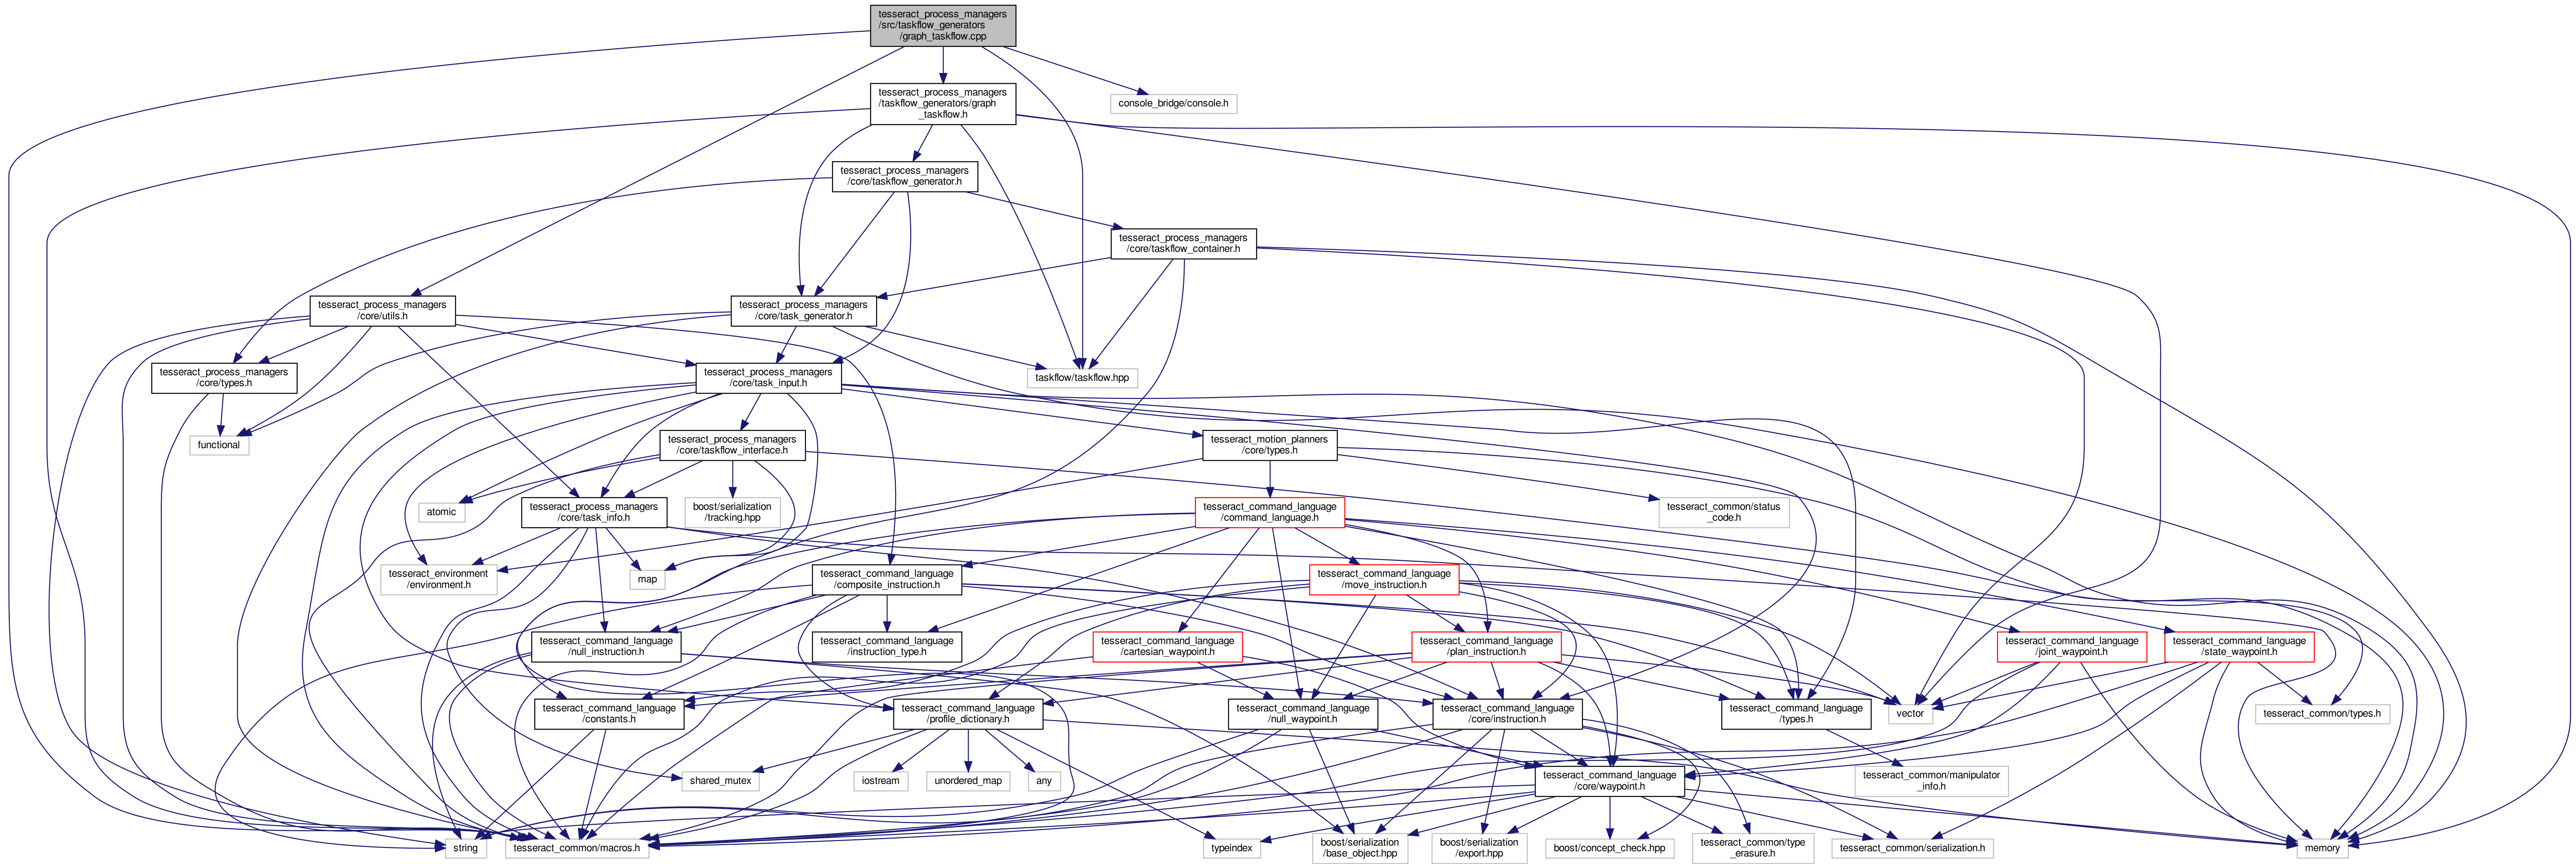 tesseract_process_managers
/src/taskflow_generators
/graph_taskflow.cpp
tesseract_process_managers
/taskflow_generators/graph
_taskflow.h
console_bridge/console.h
tesseract_process_managers
/core/taskflow_generator.h
tesseract_process_managers
/core/taskflow_container.h
tesseract_process_managers
/core/utils.h
tesseract_process_managers
/core/task_generator.h
tesseract_process_managers
/core/types.h
tesseract_process_managers
/core/task_input.h
taskflow/taskflow.hpp
functional
tesseract_process_managers
/core/taskflow_interface.h
tesseract_motion_planners
/core/types.h
atomic
tesseract_process_managers
/core/task_info.h
boost/serialization
/tracking.hpp
tesseract_command_language
/command_language.h
tesseract_common/status
_code.h
tesseract_environment
/environment.h
map
tesseract_command_language
/composite_instruction.h
tesseract_command_language
/move_instruction.h
tesseract_command_language
/null_instruction.h
tesseract_command_language
/instruction_type.h
tesseract_command_language
/cartesian_waypoint.h
tesseract_command_language
/plan_instruction.h
tesseract_command_language
/joint_waypoint.h
tesseract_command_language
/state_waypoint.h
tesseract_command_language
/constants.h
tesseract_command_language
/profile_dictionary.h
tesseract_command_language
/null_waypoint.h
tesseract_command_language
/core/instruction.h
tesseract_command_language
/types.h
vector
tesseract_common/types.h
shared_mutex
iostream
unordered_map
any
tesseract_command_language
/core/waypoint.h
tesseract_common/manipulator
_info.h
string
tesseract_common/macros.h
typeindex
boost/serialization
/base_object.hpp
boost/serialization
/export.hpp
boost/concept_check.hpp
tesseract_common/type
_erasure.h
tesseract_common/serialization.h
memory